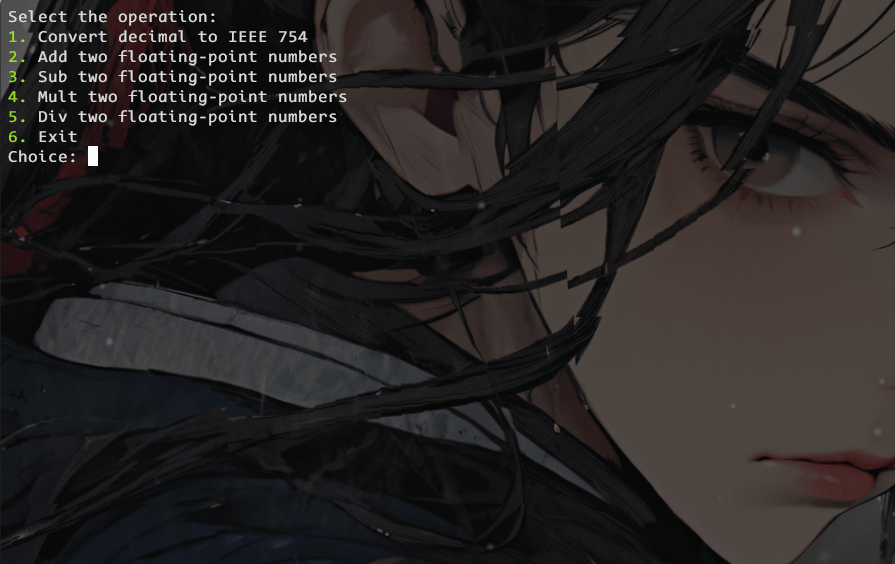 Select the operation:
1. Convert decimal to IEEE 754
2. Add two floating-point numbers
3. Sub two floating-point numbers
4. Mult two floating-point numbers
5. Div two floating-point numbers
6. Exit
Choice: